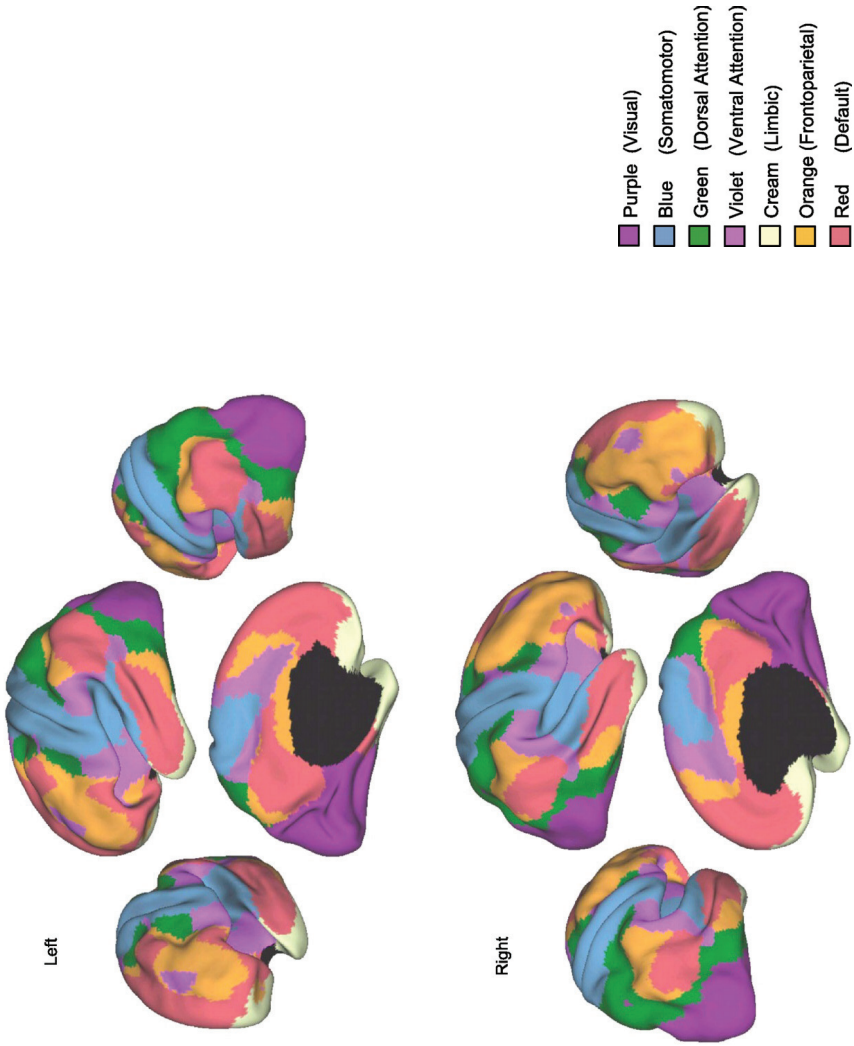 Left
Right
Purple (Visual)
Blue (Somatomotor)
Green (Dorsal Attention)
Violet (Ventral Attention)
Cream (Limbic)
Orange (Frontoparietal)
Red (Default)